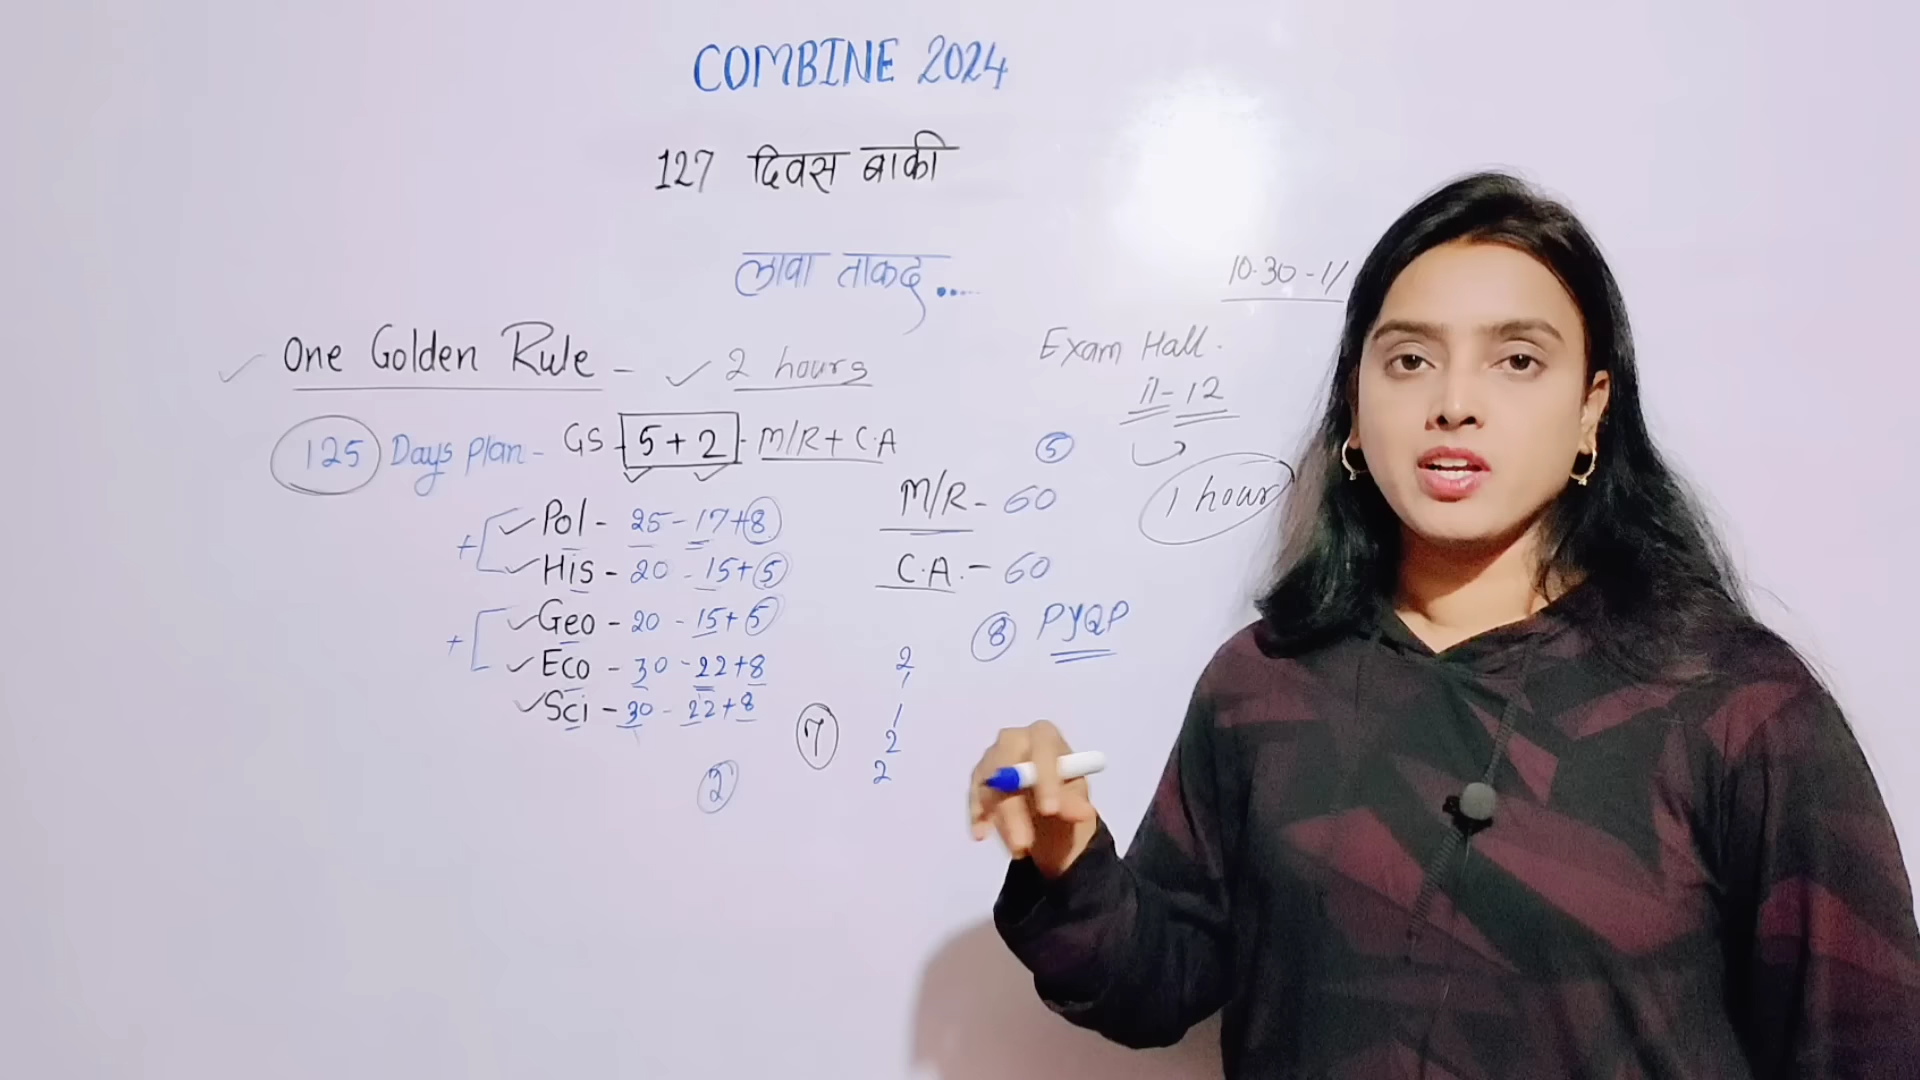 COMBINE 2024
127 दिवस बाकी
लावा ताकद.....
10.30-11
One Golden Rule - 2 hours
Exam Hall.
11-12
125 Days Plan - GS - 5+2 - M/R + C.A
5
1 hour
M/R - 60
C.A. - 60
8 PYQP
Pol - 25 - 17+8
His - 20 - 15+5
Geo - 20 - 15+5
Eco - 30 - 22+8
Sci - 30 - 22+8
7
2
1
1
2
2
2